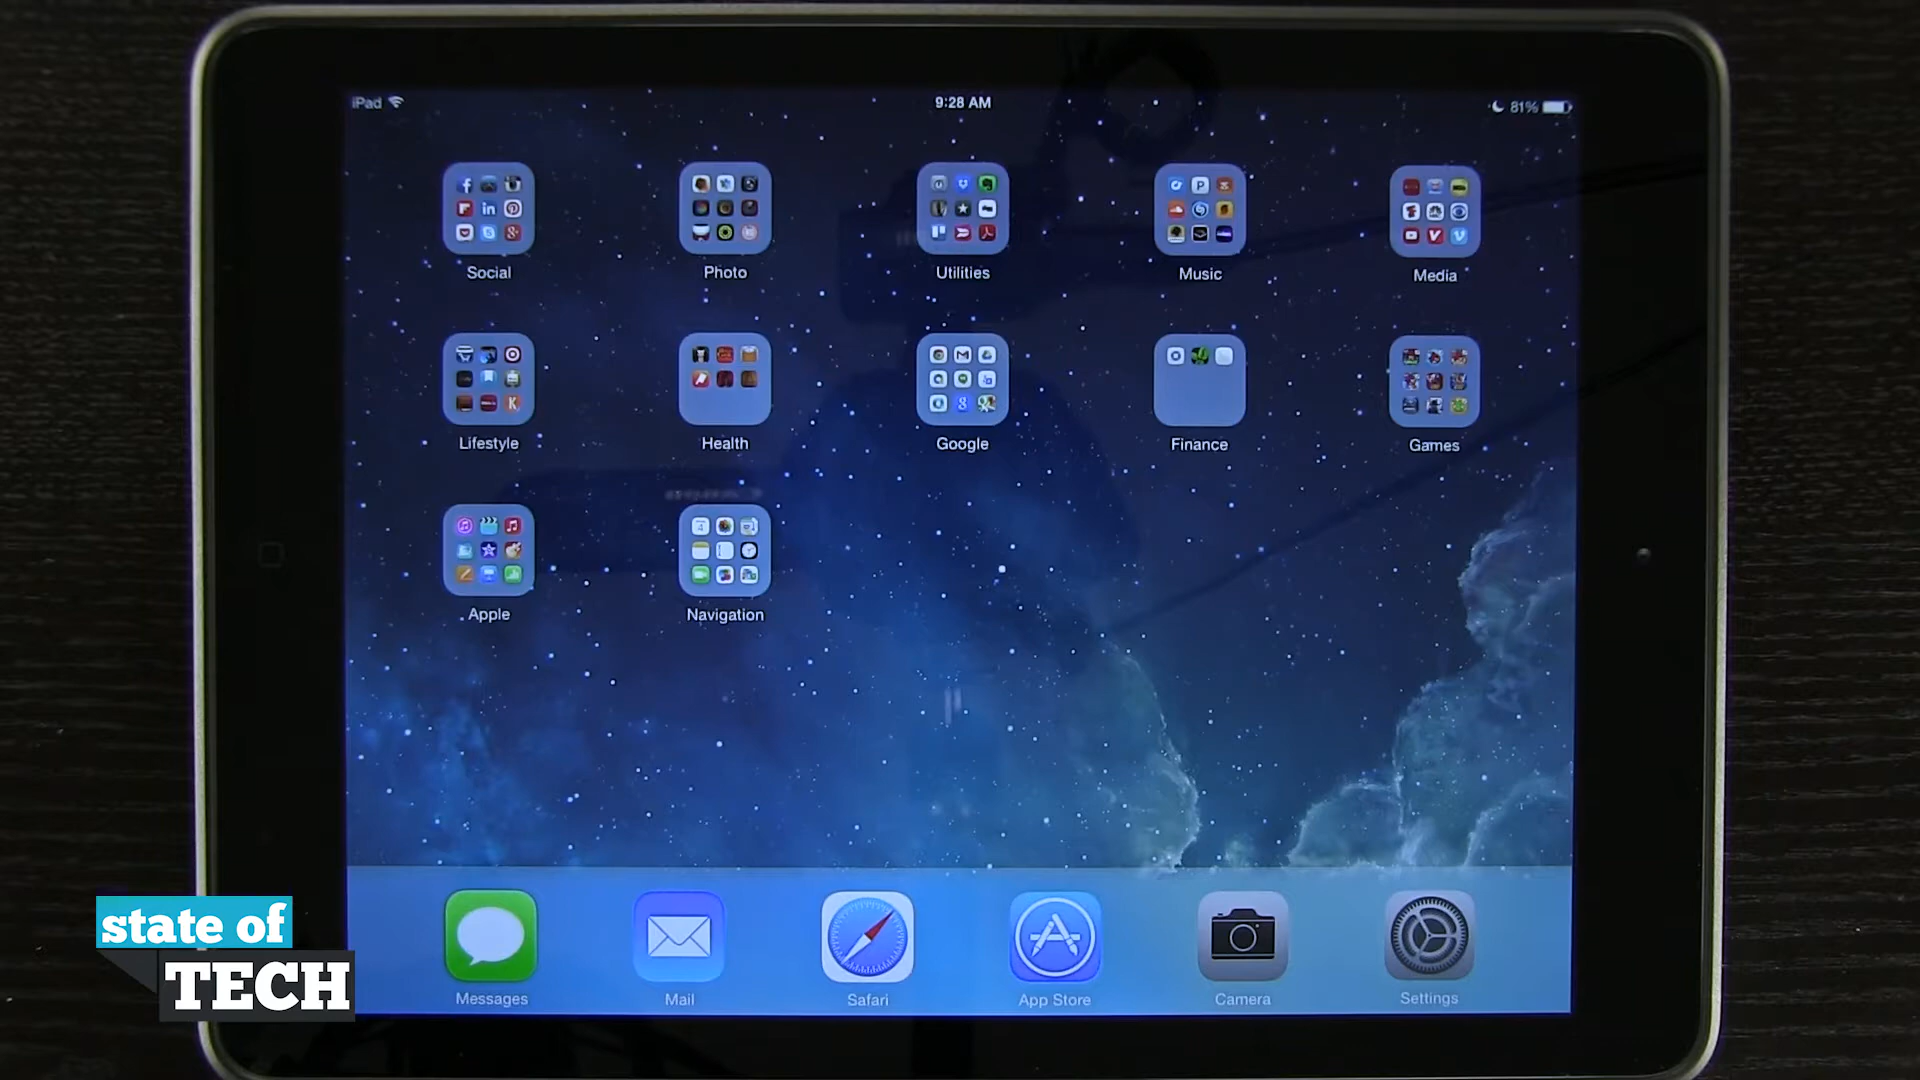 iPad
9:28 AM
81%
Social
Photo
Utilities
Music
Media
Lifestyle
Health
Google
Finance
Games
Apple
Navigation
Messages
Mail
Safari
App Store
Camera
Settings
state of
TECH